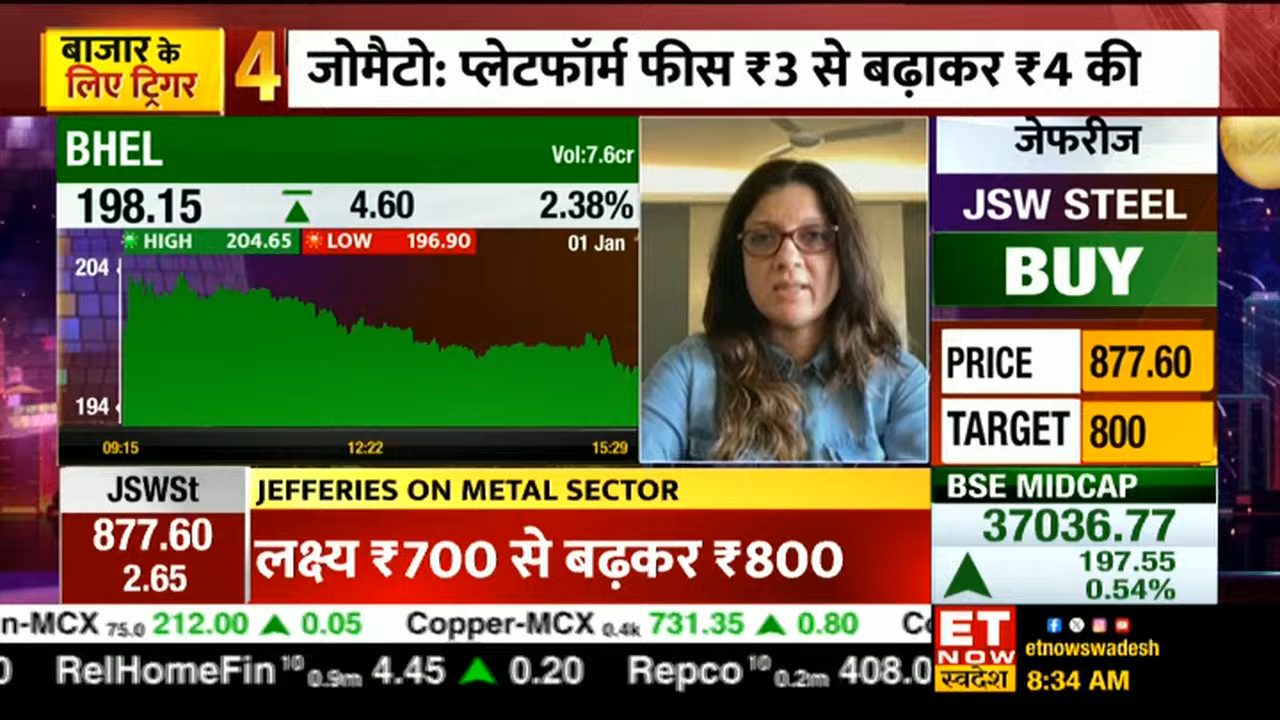 बाजार के
लिए ट्रिगर
4
जोमैटो: प्लेटफॉर्म फीस ₹3 से बढ़ाकर ₹4 की
BHEL
Vol:7.6cr
198.15 4.60 2.38%
HIGH 204.65 LOW 196.90 01 Jan
204
194
09:15 12:22 15:29
जेफरीज
JSW STEEL
BUY
PRICE 877.60
TARGET 800
JSWSt
877.60
2.65
JEFFERIES ON METAL SECTOR
लक्ष्य ₹700 से बढ़कर ₹800
BSE MIDCAP
37036.77
197.55
0.54%
n-MCX 75.0 212.00 0.05 Copper-MCX 0.4k 731.35 0.80 Co
0 RelHomeFin 10 0.9m 4.45 0.20 Repco 10 0.2m 408.0
ET
NOW
स्वदेश
etnowswadesh
8:34 AM